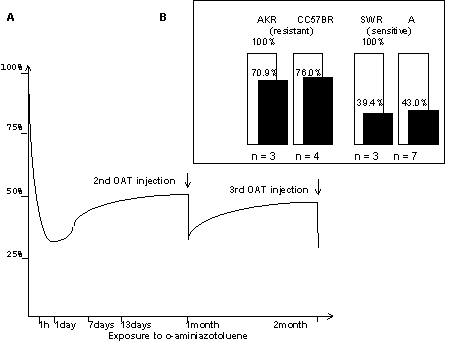 A
B
AKR CC57BR SWR A
(resistant) (sensitive)
100% 100%
70.9% 76.0% 39.4% 43.0%
n = 3 n = 4 n = 3 n = 7
100%
75%
2nd OAT injection
3rd OAT injection
50%
25%
1h 1day 7days 13days 1month 2month
Exposure to o-aminiazotoluene